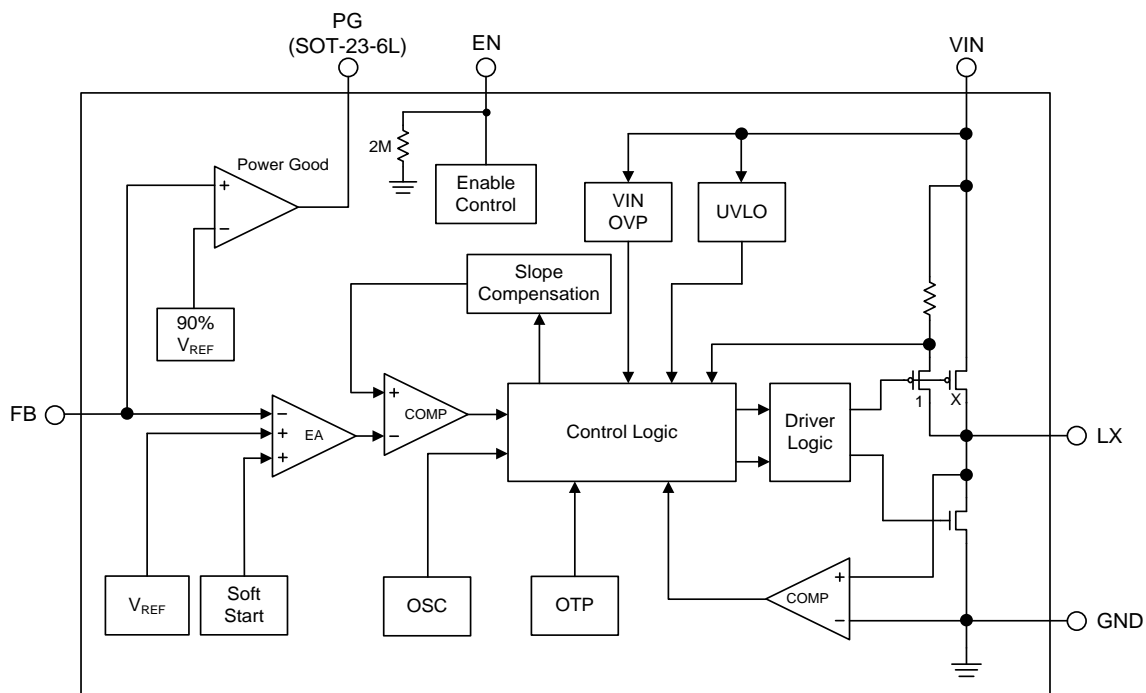 PG
(SOT-23-6L)
EN
VIN
2M
Power Good
+
−
Enable
Control
VIN
OVP
UVLO
Slope
Compensation
90%
VREF
FB
−
+
+
EA
+
−
COMP
Control Logic
Driver
Logic
1
X
LX
VREF
Soft
Start
OSC
OTP
COMP
+
−
GND